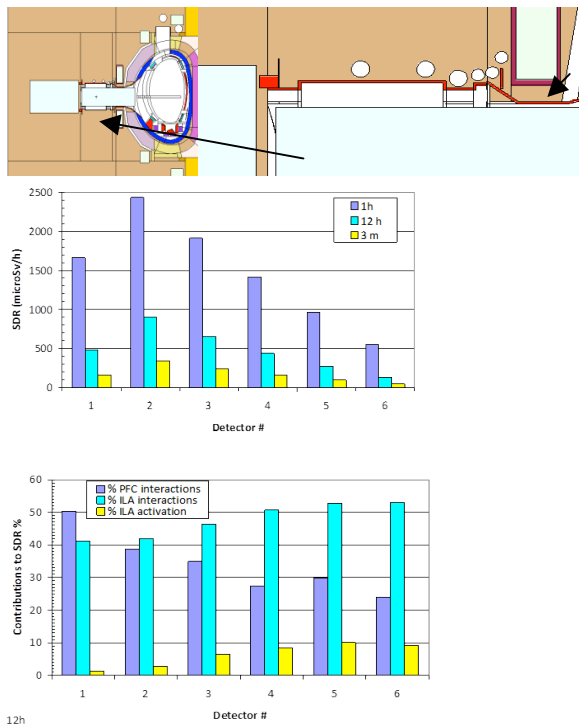 2500
2000
1500
1000
500
0
SDR (microSv/h)
1h
12 h
3 m
1 2 3 4 5 6
Detector #
60
50
40
30
20
10
0
Contributions to SDR %
% PFC interactions
% ILA interactions
% ILA activation
1 2 3 4 5 6
Detector #
12h